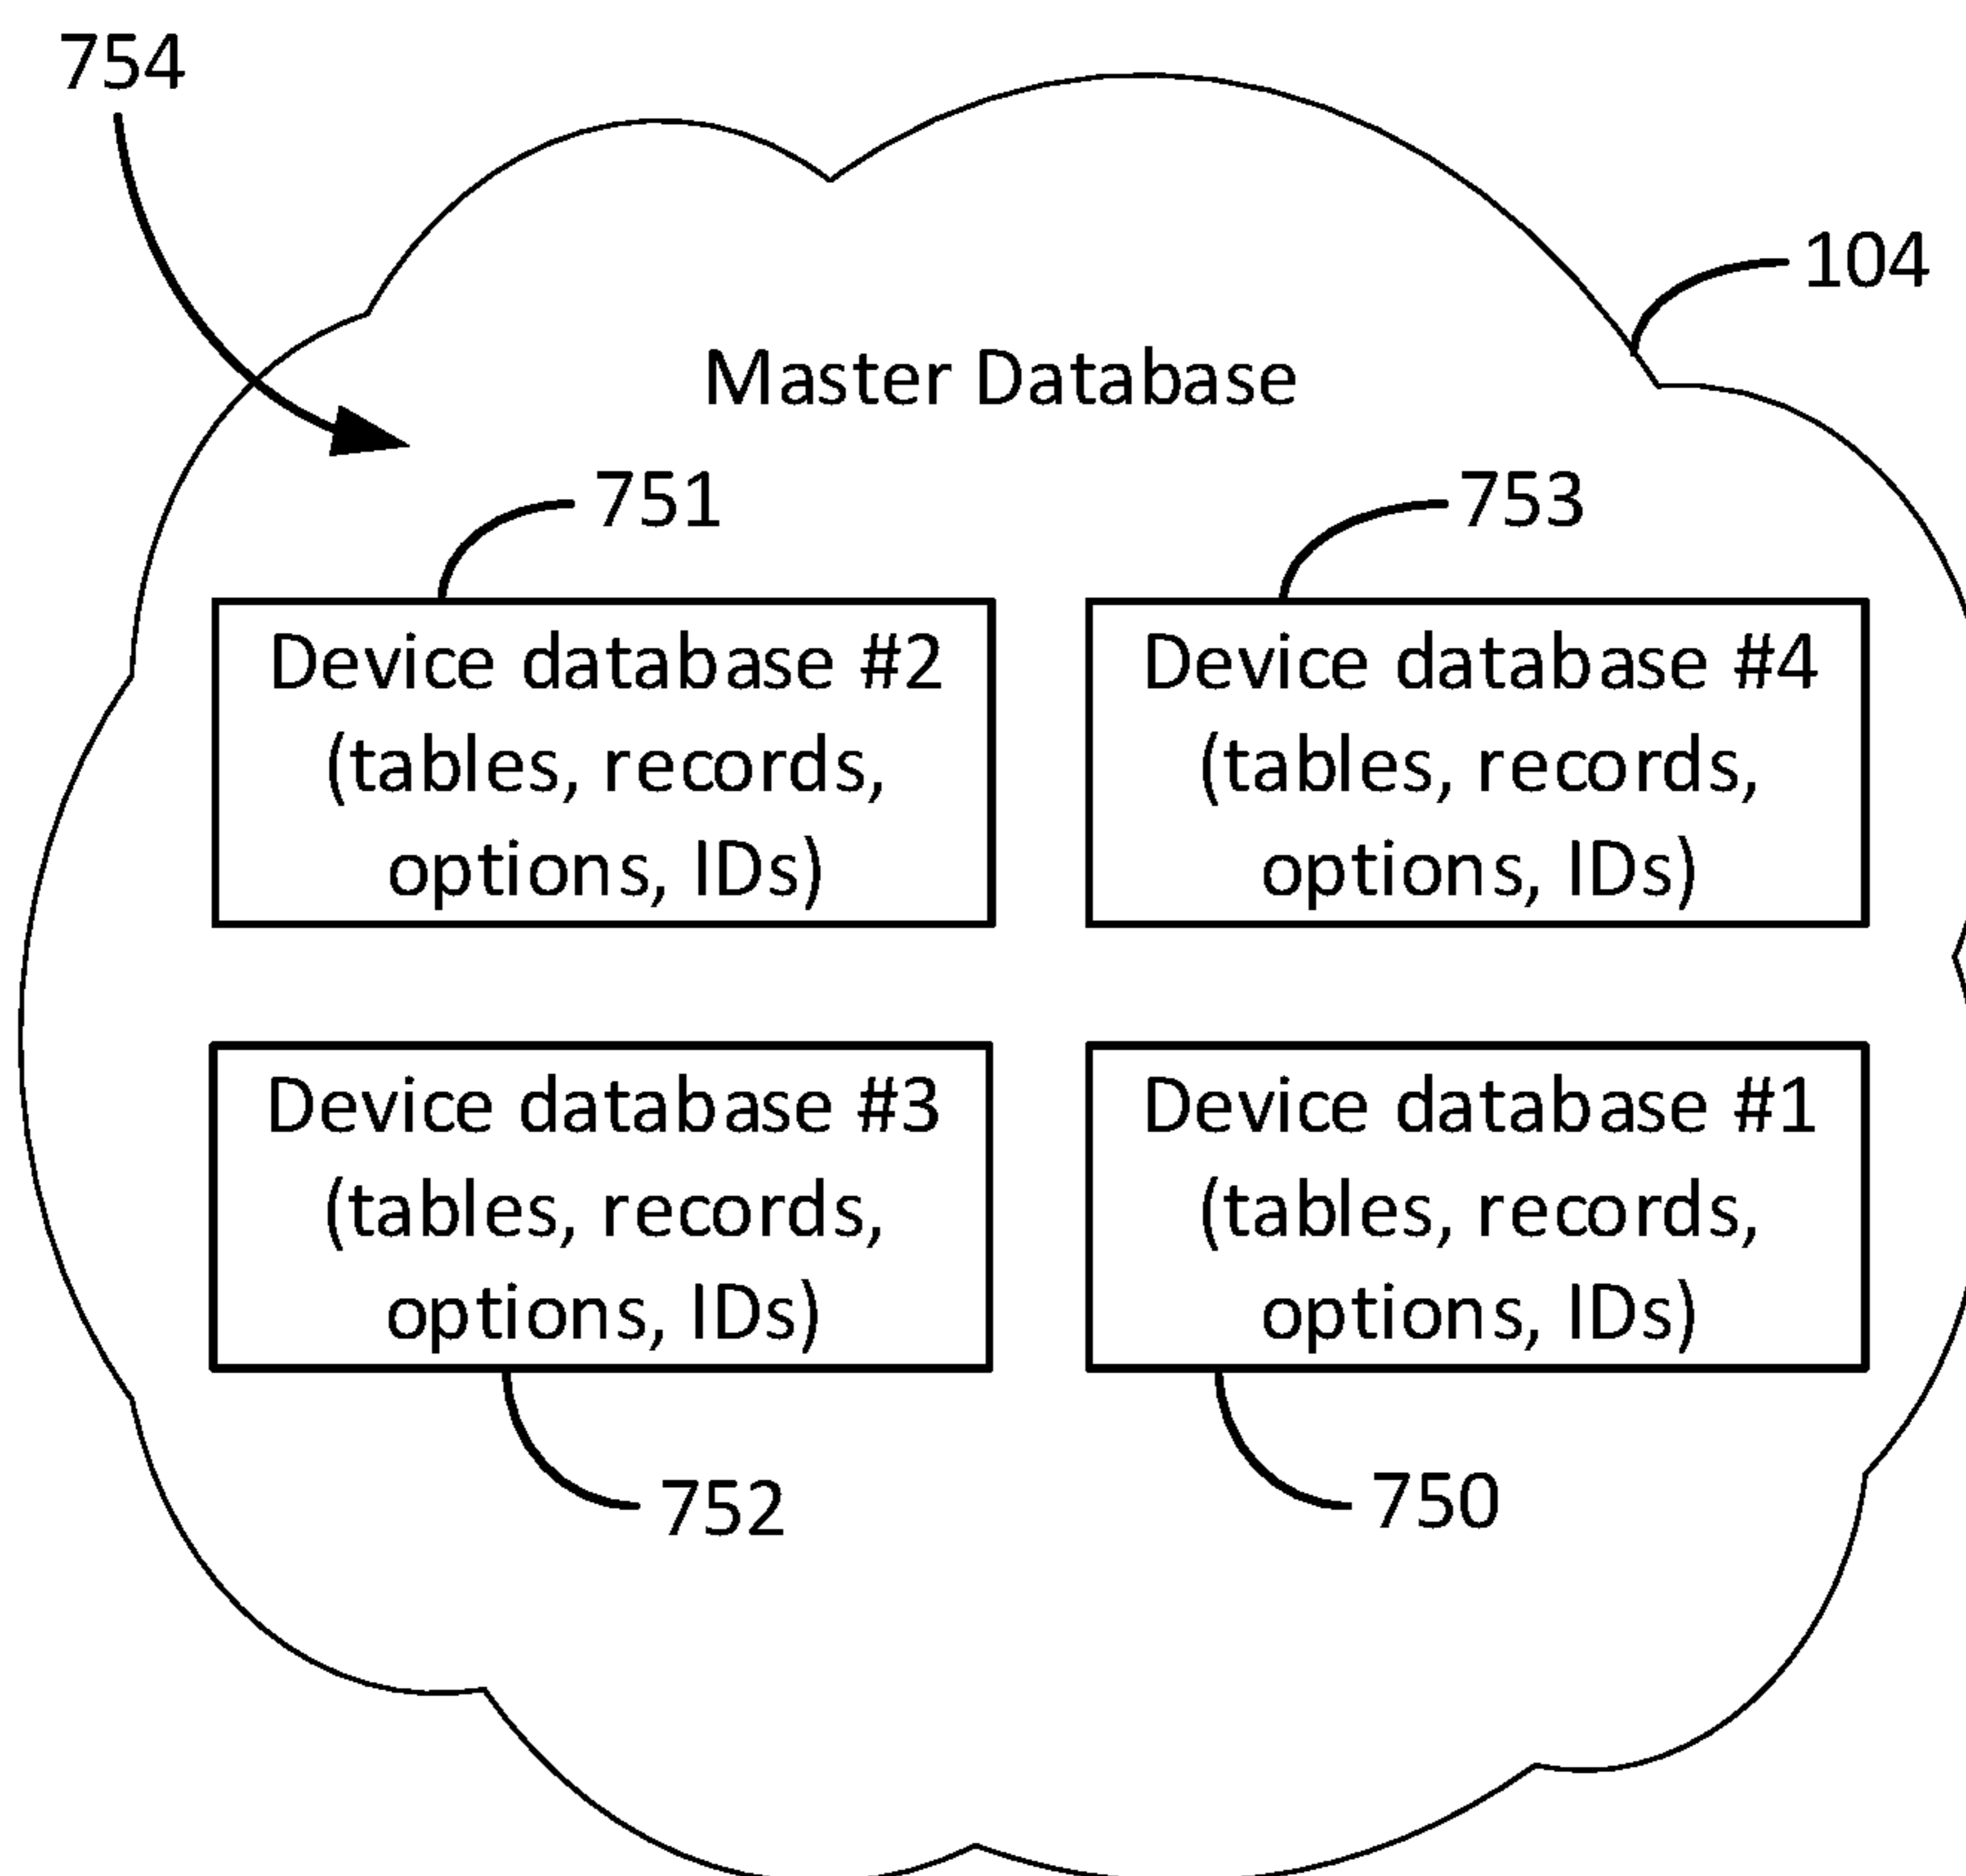 754
104
Master Database
751
753
Device database #2
(tables, records,
options, IDs)
Device database #4
(tables, records,
options, IDs)
Device database #3
(tables, records,
options, IDs)
Device database #1
(tables, records,
options, IDs)
752
750